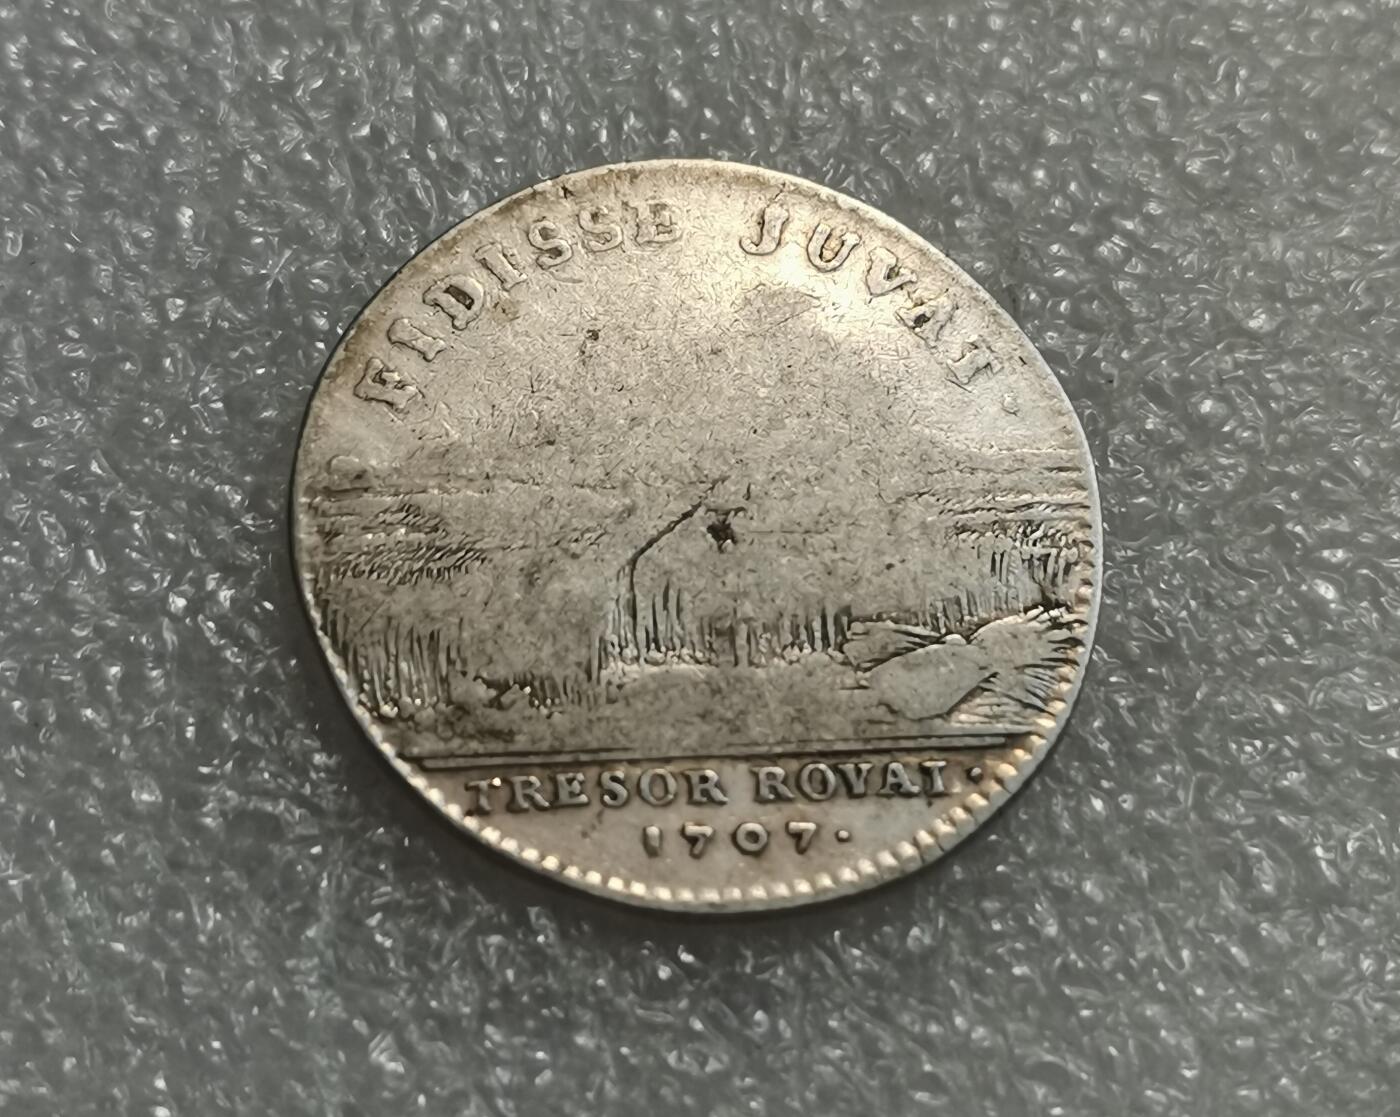 FIDISSE JUVAT.
TRESOR ROYAL.
1707.